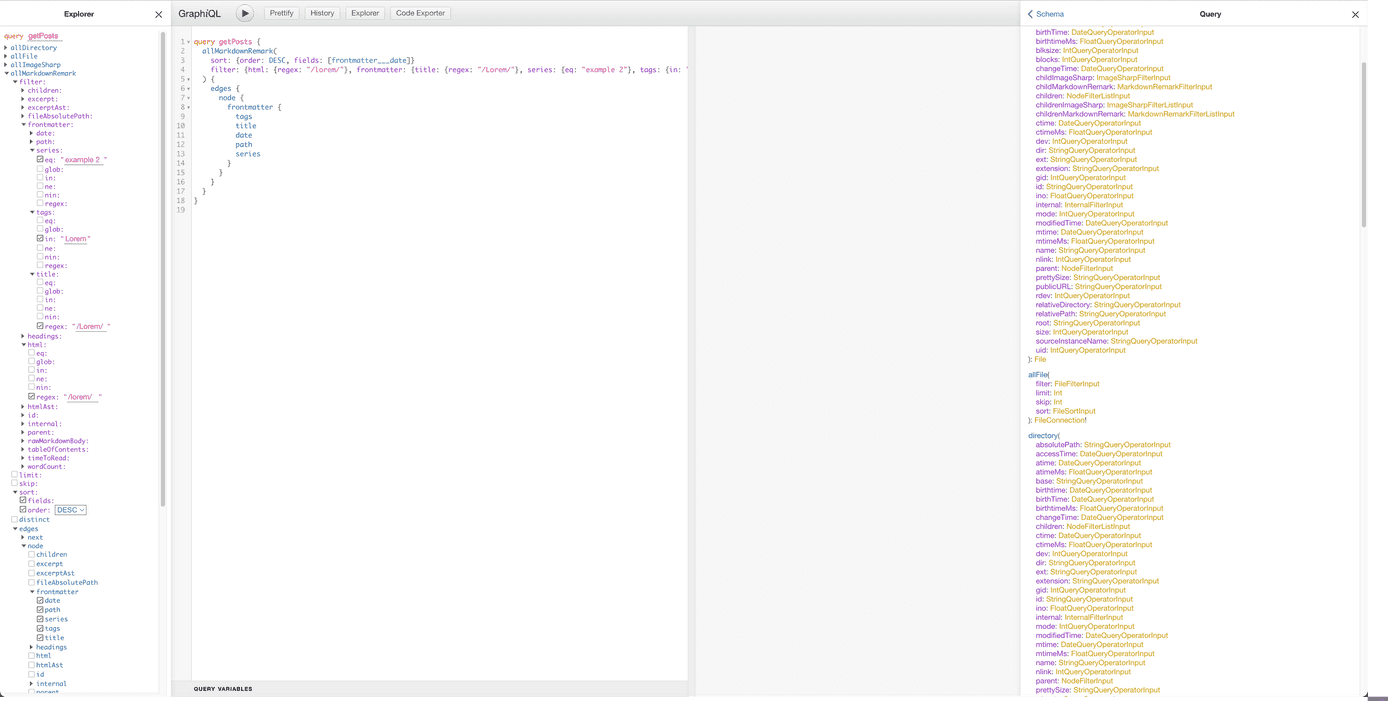 Explorer
query getPosts
allDirectory
allFile
allImageSharp
allMarkdownRemark
filter:
children:
excerpt:
excerptAst:
fileAbsolutePath:
frontmatter:
date:
path:
series:
eq: "example 2 "
glob:
in:
ne:
nin:
regex:
tags:
eq:
glob:
in: "Lorem"
ne:
nin:
regex:
title:
eq:
glob:
in:
ne:
nin:
regex: "/Lorem/ "
headings:
html:
eq:
glob:
in:
ne:
nin:
regex: "/lorem/ "
htmlAst:
id:
internal:
parent:
rawMarkdownBody:
tableOfContents:
timeToRead:
wordCount:
limit:
skip:
sort:
fields:
order: DESC
distinct
edges
next
node
children
excerpt
excerptAst
fileAbsolutePath
frontmatter
date
path
series
tags
title
headings
html
htmlAst
id
internal
parent
GraphiQL
Prettify
History
Explorer
Code Exporter
1 query getPosts {
2 allMarkdownRemark(
3 sort: {order: DESC, fields: [frontmatter___date]}
4 filter: {html: {regex: "/lorem/"}, frontmatter: {title: {regex: "/Lorem/"}, series: {eq: "example 2"}, tags: {in: "
5 ) {
6 edges {
7 node {
8 frontmatter {
9 tags
10 title
11 date
12 path
13 series
14 }
15 }
16 }
17 }
18 }
19
QUERY VARIABLES
Schema
Query
birthTime: DateQueryOperatorInput
birthtimeMs: FloatQueryOperatorInput
blksize: IntQueryOperatorInput
blocks: IntQueryOperatorInput
changeTime: DateQueryOperatorInput
childImageSharp: ImageSharpFilterInput
childMarkdownRemark: MarkdownRemarkFilterInput
children: NodeFilterListInput
childrenImageSharp: ImageSharpFilterListInput
childrenMarkdownRemark: MarkdownRemarkFilterListInput
ctime: DateQueryOperatorInput
ctimeMs: FloatQueryOperatorInput
dev: IntQueryOperatorInput
dir: StringQueryOperatorInput
ext: StringQueryOperatorInput
extension: StringQueryOperatorInput
gid: IntQueryOperatorInput
id: StringQueryOperatorInput
ino: FloatQueryOperatorInput
internal: InternalFilterInput
mode: IntQueryOperatorInput
modifiedTime: DateQueryOperatorInput
mtime: DateQueryOperatorInput
mtimeMs: FloatQueryOperatorInput
name: StringQueryOperatorInput
nlink: IntQueryOperatorInput
parent: NodeFilterInput
prettySize: StringQueryOperatorInput
publicURL: StringQueryOperatorInput
rdev: IntQueryOperatorInput
relativeDirectory: StringQueryOperatorInput
relativePath: StringQueryOperatorInput
root: StringQueryOperatorInput
size: IntQueryOperatorInput
sourceInstanceName: StringQueryOperatorInput
uid: IntQueryOperatorInput
): File
allFile(
filter: FileFilterInput
limit: Int
skip: Int
sort: FileSortInput
): FileConnection!
directory(
absolutePath: StringQueryOperatorInput
accessTime: DateQueryOperatorInput
atime: DateQueryOperatorInput
atimeMs: FloatQueryOperatorInput
base: StringQueryOperatorInput
birthtime: DateQueryOperatorInput
birthTime: DateQueryOperatorInput
birthtimeMs: FloatQueryOperatorInput
changeTime: DateQueryOperatorInput
children: NodeFilterListInput
ctime: DateQueryOperatorInput
ctimeMs: FloatQueryOperatorInput
dev: IntQueryOperatorInput
dir: StringQueryOperatorInput
ext: StringQueryOperatorInput
extension: StringQueryOperatorInput
gid: IntQueryOperatorInput
id: StringQueryOperatorInput
ino: FloatQueryOperatorInput
internal: InternalFilterInput
mode: IntQueryOperatorInput
modifiedTime: DateQueryOperatorInput
mtime: DateQueryOperatorInput
mtimeMs: FloatQueryOperatorInput
name: StringQueryOperatorInput
nlink: IntQueryOperatorInput
parent: NodeFilterInput
prettySize: StringQueryOperatorInput